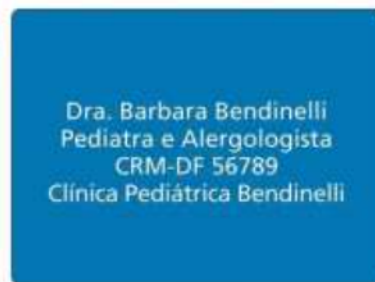 Dra. Barbara Bendinelli
Pediatra e Alergologista
CRM-DF 56789
Clínica Pediátrica Bendinelli